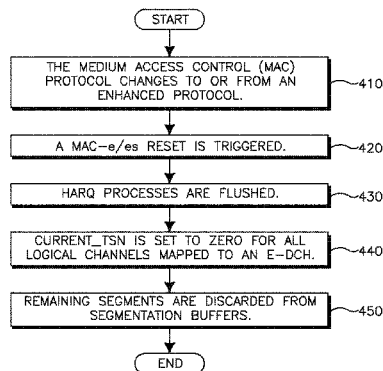 START
THE MEDIUM ACCESS CONTROL (MAC)
PROTOCOL CHANGES TO OR FROM AN
ENHANCED PROTOCOL.
410
A MAC-e/es RESET IS TRIGGERED.
420
HARQ PROCESSES ARE FLUSHED.
430
CURRENT_TSN IS SET TO ZERO FOR ALL
LOGICAL CHANNELS MAPPED TO AN E-DCH.
440
REMAINING SEGMENTS ARE DISCARDED FROM
SEGMENTATION BUFFERS.
450
END